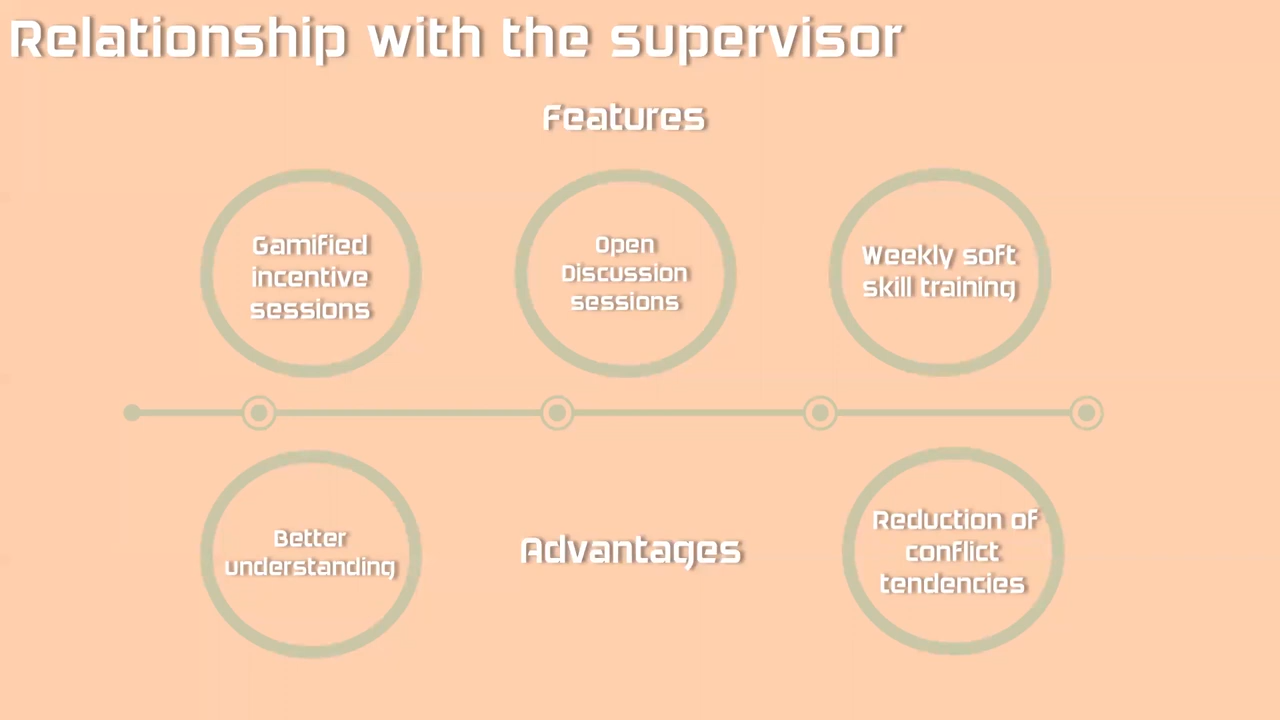 Relationship with the supervisor
Features
Gamified
incentive
sessions
Open
Discussion
sessions
Weekly soft
skill training
Better
understanding
Advantages
Reduction of
conflict
tendencies